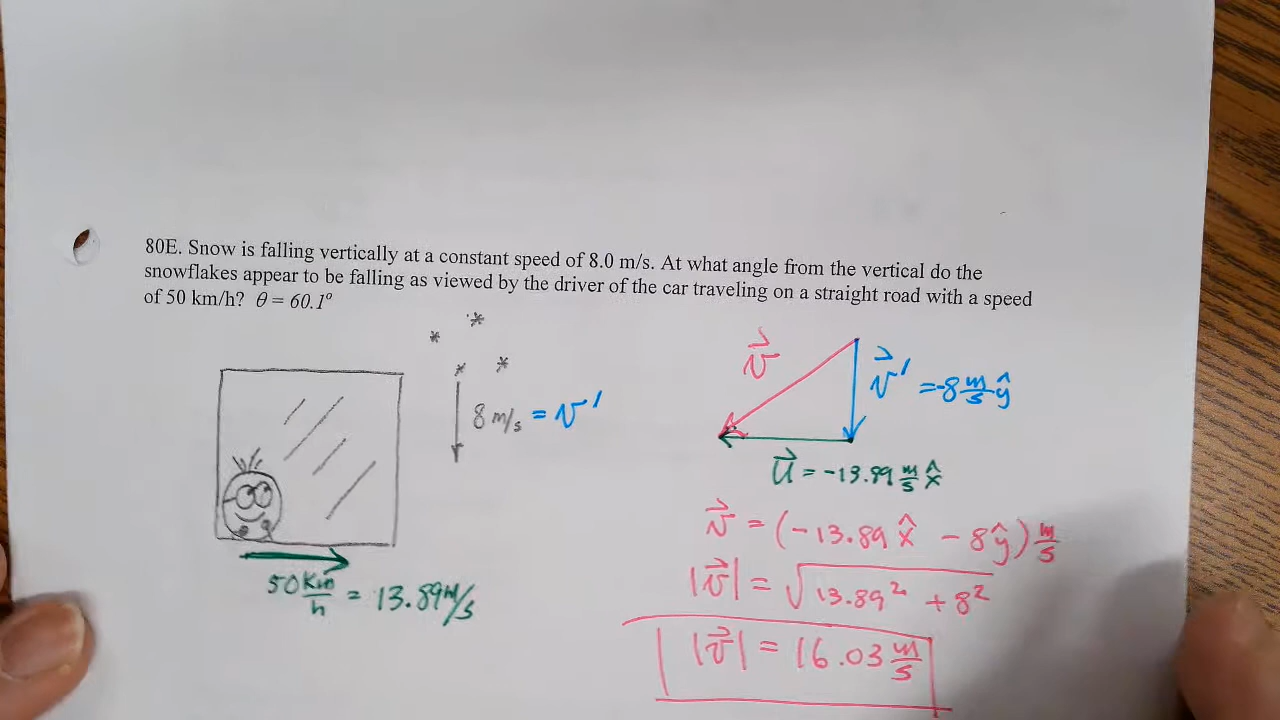 80E. Snow is falling vertically at a constant speed of 8.0 m/s. At what angle from the vertical do the
snowflakes appear to be falling as viewed by the driver of the car traveling on a straight road with a speed
of 50 km/h? θ = 60.1°
8 m/s = v'
50 Km/h = 13.89 m/s
v⃗
v⃗' = -8 m/s ŷ
u⃗ = -13.89 m/s x̂
v⃗ = (-13.89 x̂ - 8 ŷ) m/s
|v⃗| = √(13.89² + 8²)
|v⃗| = 16.03 m/s